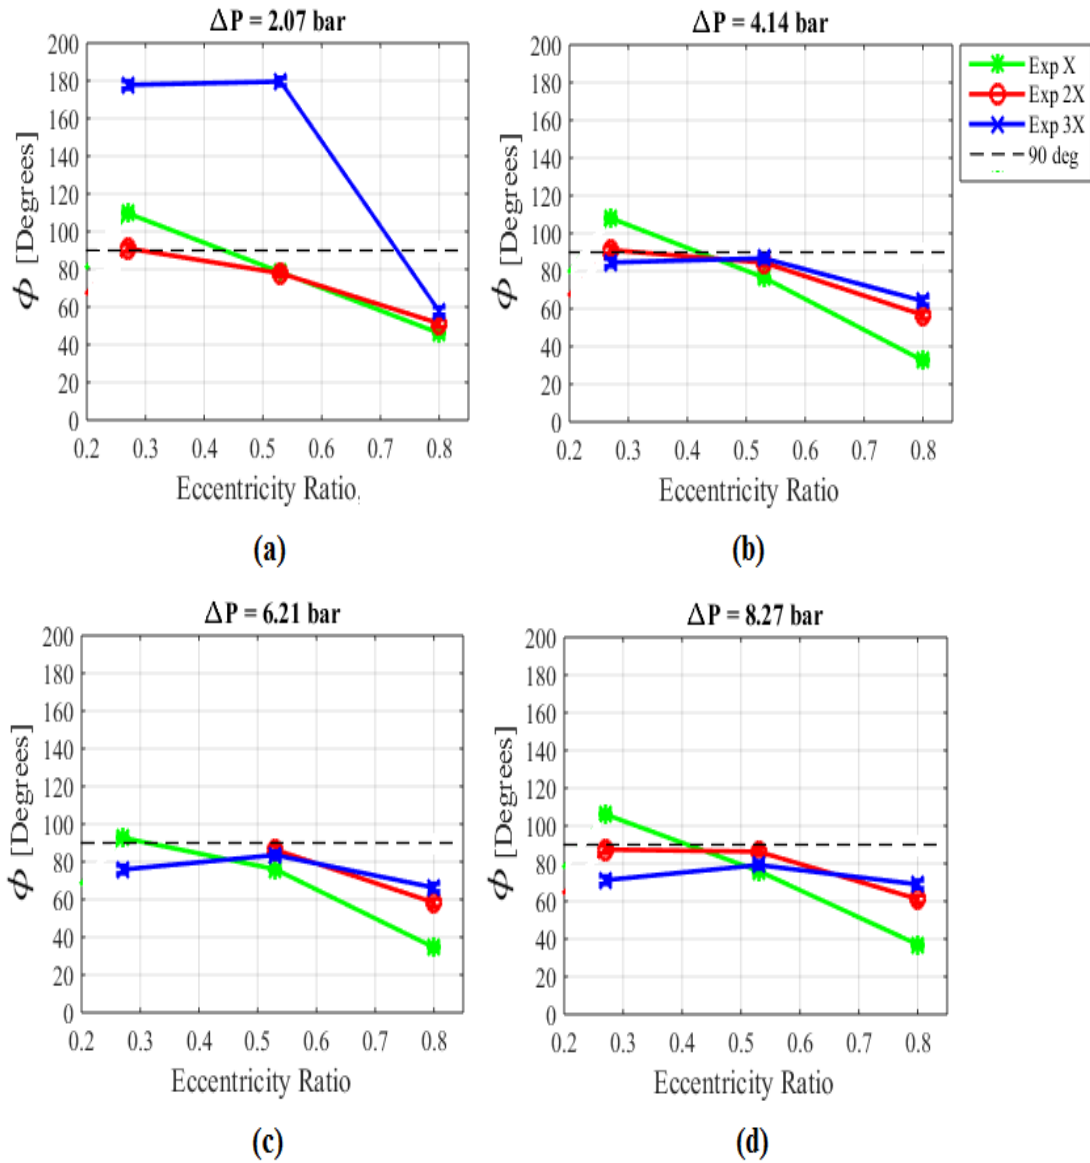 ΔP = 2.07 bar
200
180
160
140
120
100
80
60
40
20
0
ϕ [Degrees]
0.2 0.3 0.4 0.5 0.6 0.7 0.8
Eccentricity Ratio,
(a)
ΔP = 4.14 bar
200
180
160
140
120
100
80
60
40
20
0
ϕ [Degrees]
0.2 0.3 0.4 0.5 0.6 0.7 0.8
Eccentricity Ratio
(b)
Exp X
Exp 2X
Exp 3X
90 deg
ΔP = 6.21 bar
200
180
160
140
120
100
80
60
40
20
0
ϕ [Degrees]
0.2 0.3 0.4 0.5 0.6 0.7 0.8
Eccentricity Ratio
(c)
ΔP = 8.27 bar
200
180
160
140
120
100
80
60
40
20
0
ϕ [Degrees]
0.2 0.3 0.4 0.5 0.6 0.7 0.8
Eccentricity Ratio
(d)